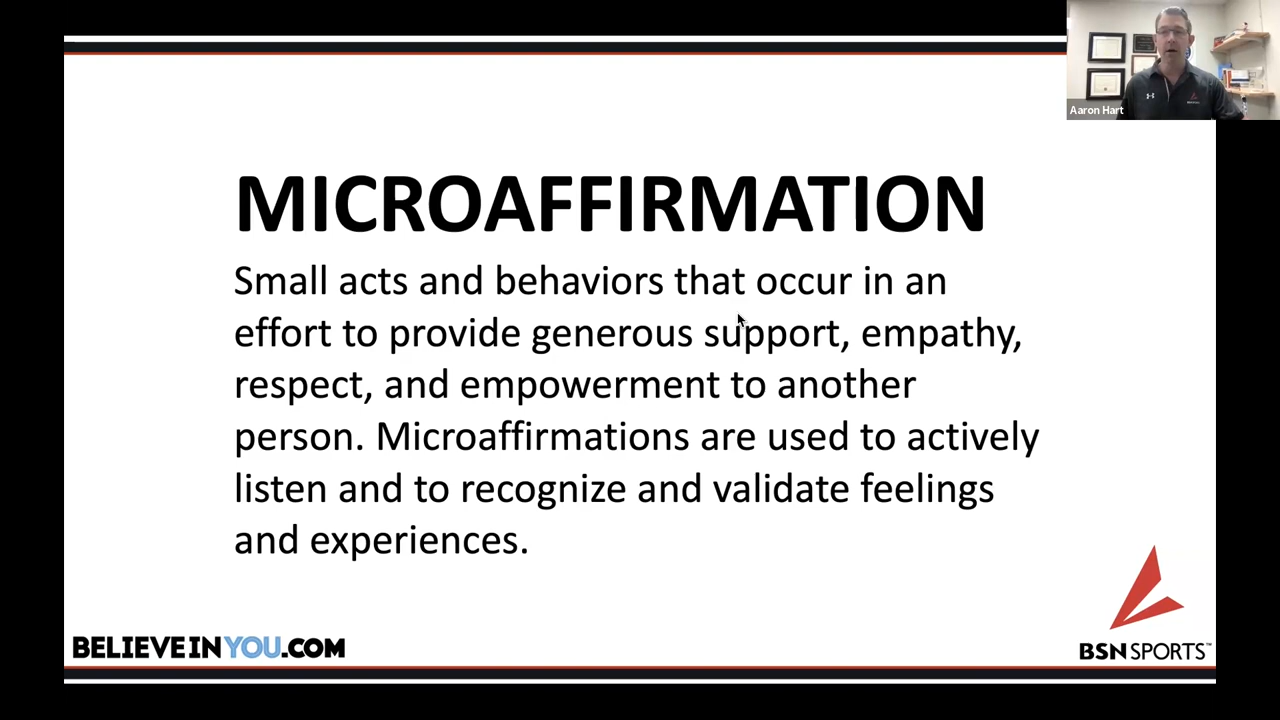 Aaron Hart
MICROAFFIRMATION
Small acts and behaviors that occur in an
effort to provide generous support, empathy,
respect, and empowerment to another
person. Microaffirmations are used to actively
listen and to recognize and validate feelings
and experiences.
BELIEVEINYOU.COM
BSN SPORTS™